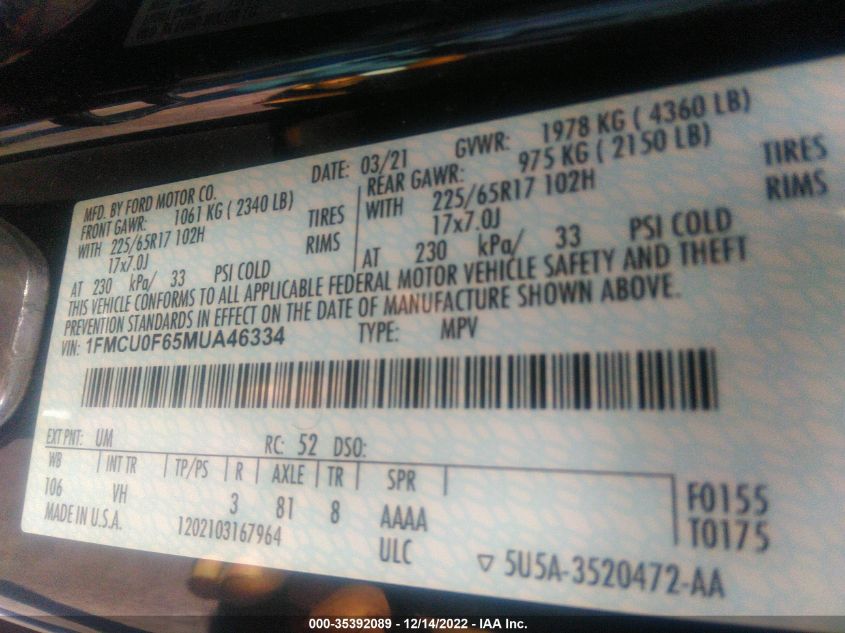 MFD. BY FORD MOTOR CO.
DATE: 03/21 GVWR: 1978 KG ( 4360 LB)
FRONT GAWR: 1061 KG ( 2340 LB)
WITH 225/65R17 102H TIRES
17x7.0J RIMS
AT 230 kPa/ 33 PSI COLD
REAR GAWR: 975 KG ( 2150 LB)
WITH 225/65R17 102H TIRES
17x7.0J RIMS
AT 230 kPa/ 33 PSI COLD
THIS VEHICLE CONFORMS TO ALL APPLICABLE FEDERAL MOTOR VEHICLE SAFETY AND THEFT
PREVENTION STANDARDS IN EFFECT ON THE DATE OF MANUFACTURE SHOWN ABOVE.
VIN: 1FMCU0F65MUA46334 TYPE: MPV
EXT PNT: UM RC: 52 DSO:
WB INT TR TP/PS R AXLE TR SPR
106 VH 3 81 8 AAAA
F0155
T0175
MADE IN U.S.A. 1202103167964 ULC
5U5A-3520472-AA
000-35392089 - 12/14/2022 - IAA Inc.